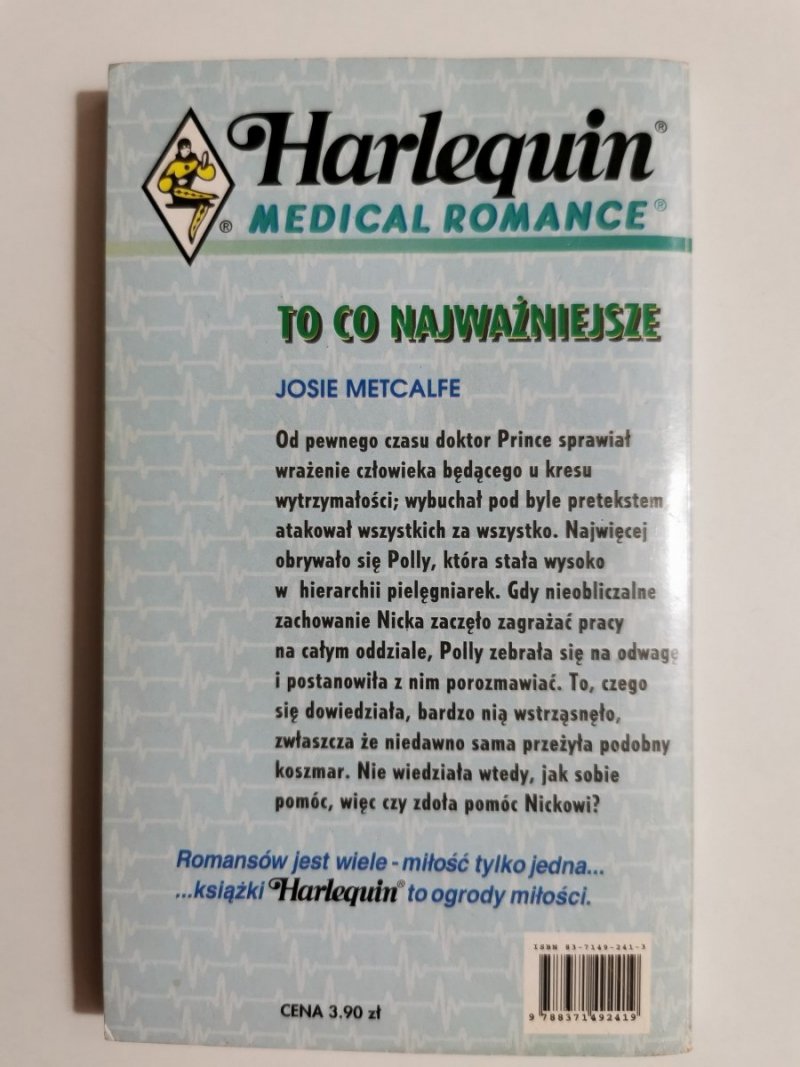 Harlequin®
® MEDICAL ROMANCE®
TO CO NAJWAŻNIEJSZE
JOSIE METCALFE
Od pewnego czasu doktor Prince sprawiał
wrażenie człowieka będącego u kresu
wytrzymałości; wybuchał pod byle pretekstem,
atakował wszystkich za wszystko. Najwięcej
obrywało się Polly, która stała wysoko
w hierarchii pielęgniarek. Gdy nieobliczalne
zachowanie Nicka zaczęło zagrażać pracy
na całym oddziale, Polly zebrała się na odwagę
i postanowiła z nim porozmawiać. To, czego
się dowiedziała, bardzo nią wstrząsnęło,
zwłaszcza że niedawno sama przeżyła podobny
koszmar. Nie wiedziała wtedy, jak sobie
pomóc, więc czy zdoła pomóc Nickowi?
Romansów jest wiele - miłość tylko jedna...
...książki Harlequin® to ogrody miłości.
ISBN 83-7149-241-3
9 788371 492419
CENA 3.90 zł